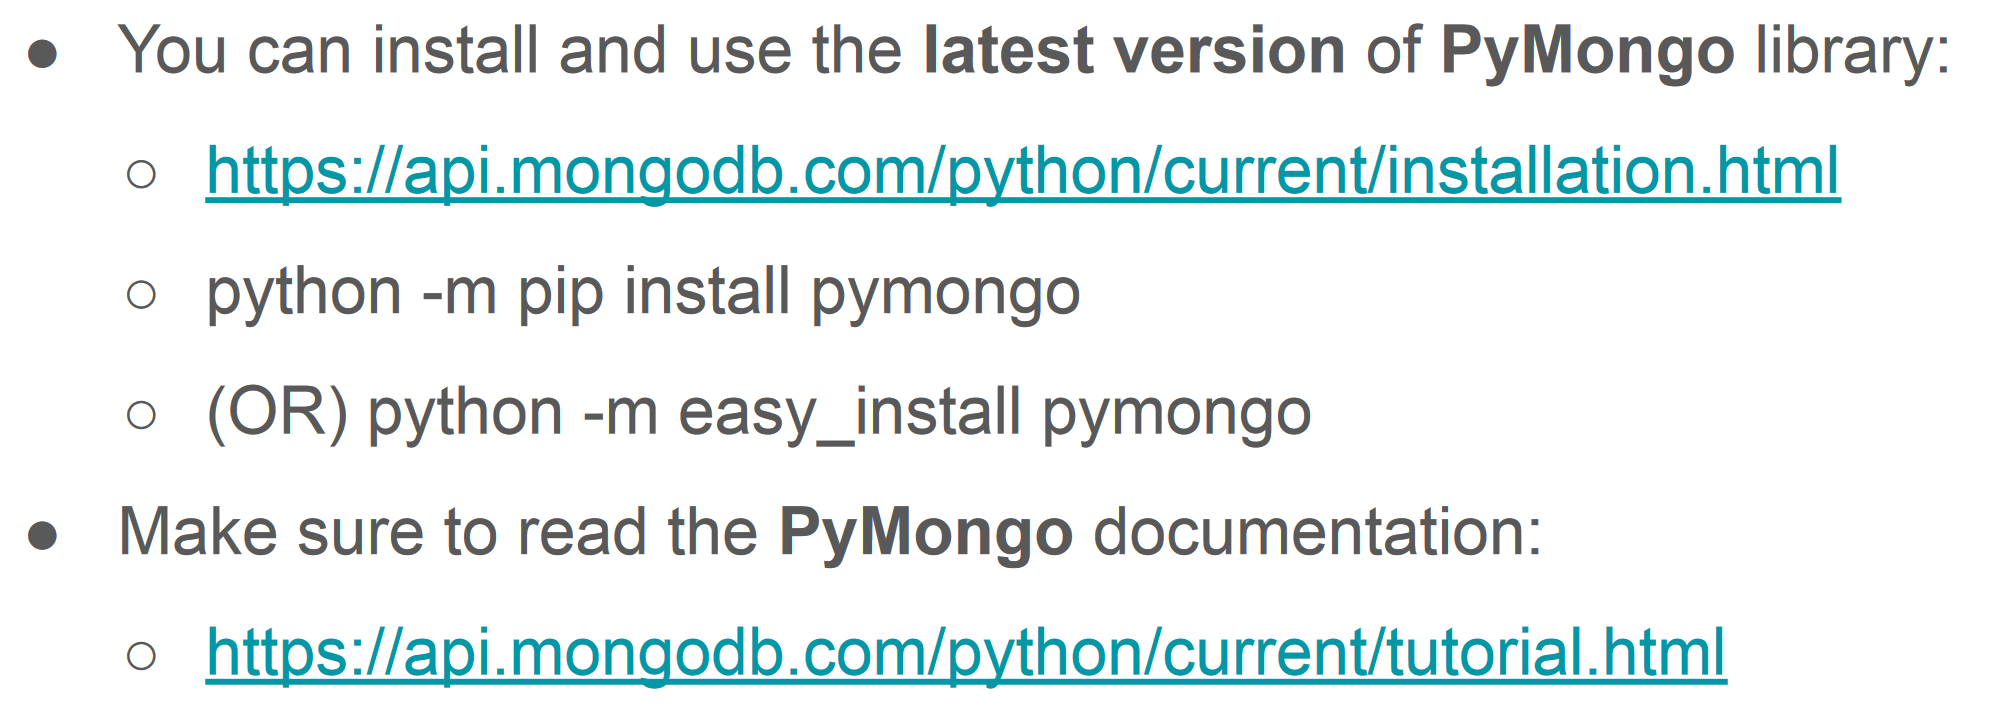 ● You can install and use the latest version of PyMongo library:
○ https://api.mongodb.com/python/current/installation.html
○ python -m pip install pymongo
○ (OR) python -m easy_install pymongo
● Make sure to read the PyMongo documentation:
○ https://api.mongodb.com/python/current/tutorial.html